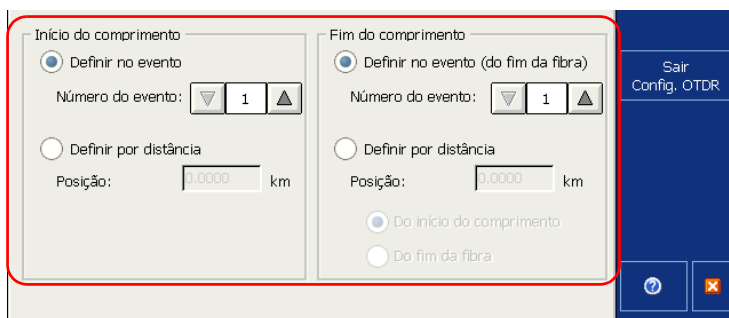 Início do comprimento
Definir no evento
Número do evento: 1
Definir por distância
Posição: 0.0000 km
Fim do comprimento
Definir no evento (do fim da fibra)
Número do evento: 1
Definir por distância
Posição: 0.0000 km
Do início do comprimento
Do fim da fibra
Sair
Config. OTDR